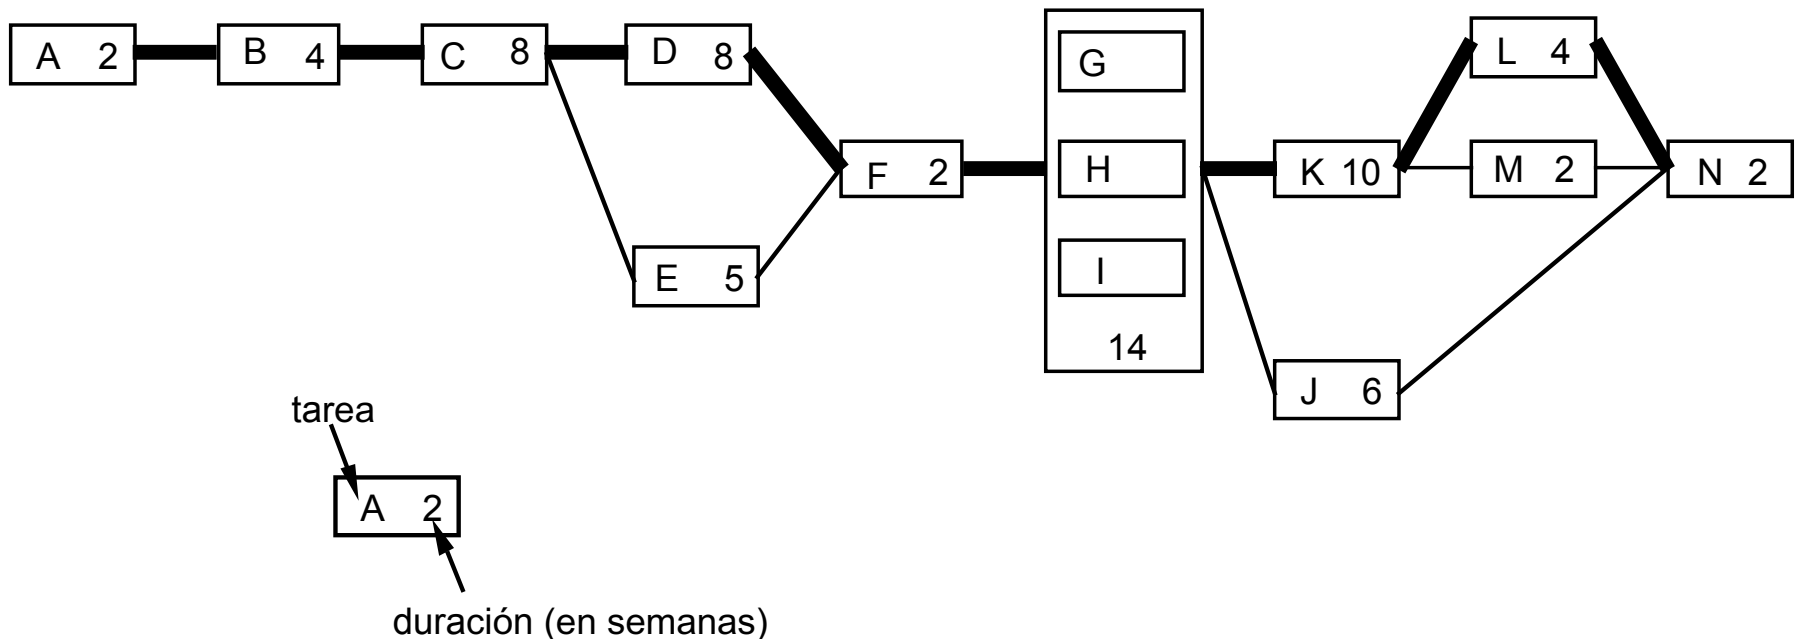 A 2
B 4
C 8
D 8
E 5
F 2
G
H
I
14
K 10
J 6
L 4
M 2
N 2
tarea
A 2
duración (en semanas)